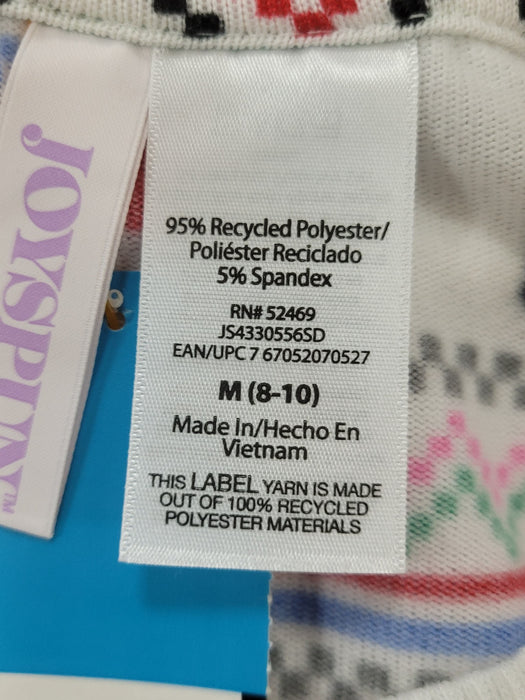 JOYSPUN™
95% Recycled Polyester/
Poliéster Reciclado
5% Spandex
RN# 52469
JS4330556SD
EAN/UPC 7 67052070527
M (8-10)
Made In/Hecho En
Vietnam
THIS LABEL YARN IS MADE
OUT OF 100% RECYCLED
POLYESTER MATERIALS